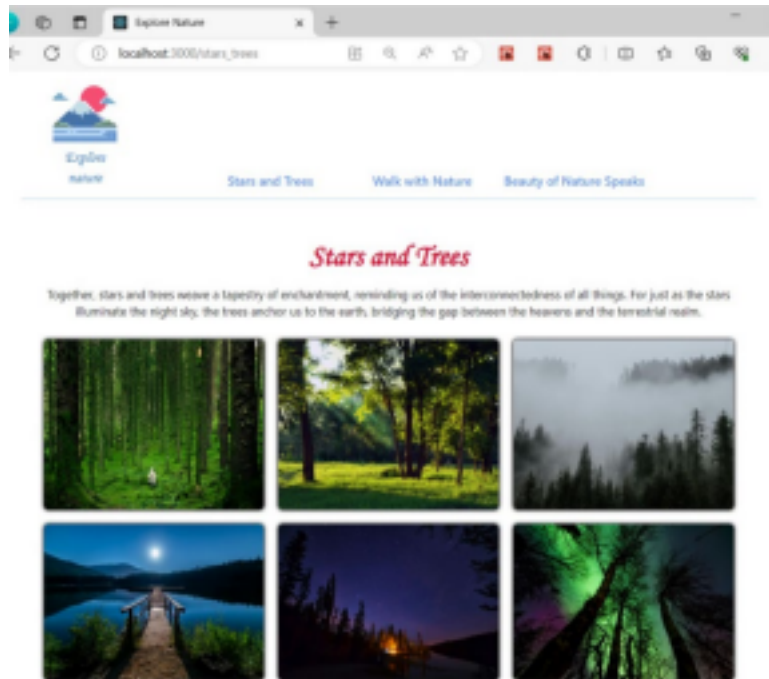 Explore Nature
localhost:3000/stars_trees
Explore
nature
Stars and Trees Walk with Nature Beauty of Nature Speaks
Stars and Trees
Together, stars and trees weave a tapestry of enchantment, reminding us of the interconnectedness of all things. For just as the stars
illuminate the night sky, the trees anchor us to the earth, bridging the gap between the heavens and the terrestrial realm.